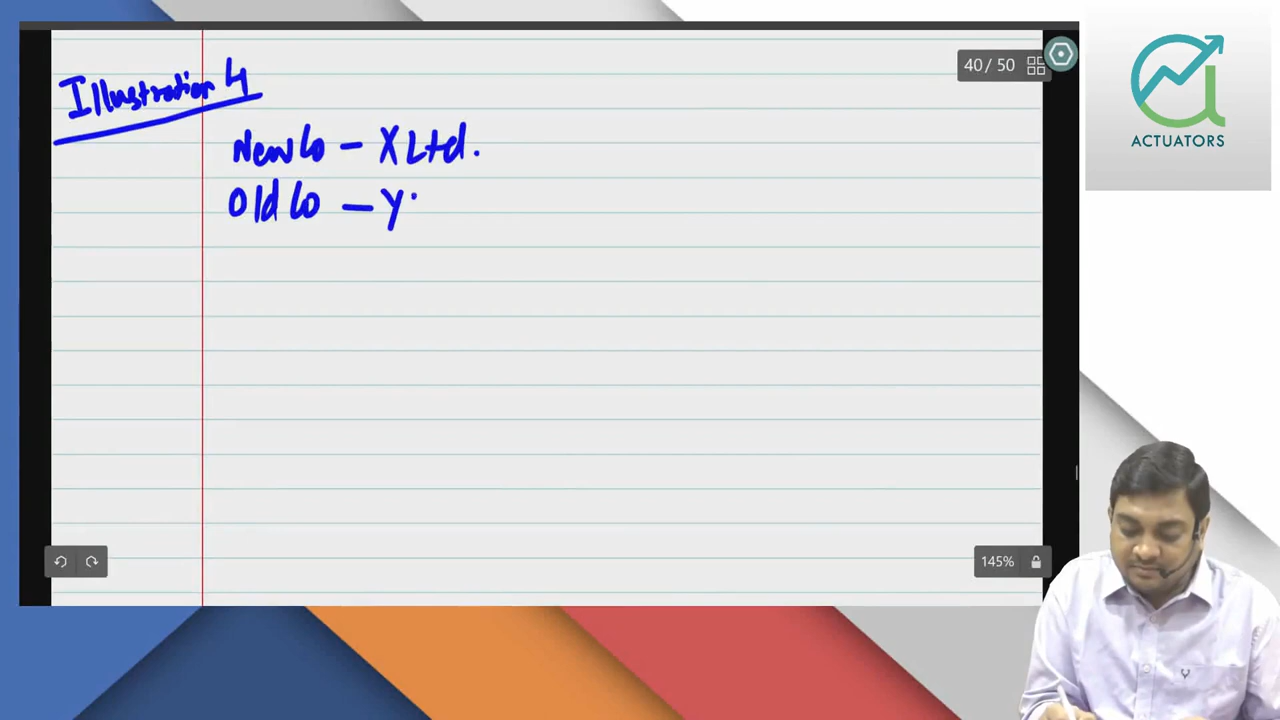 Illustration 4
New Co - X Ltd.
Old Co - Y
40 / 50
145%
ACTUATORS